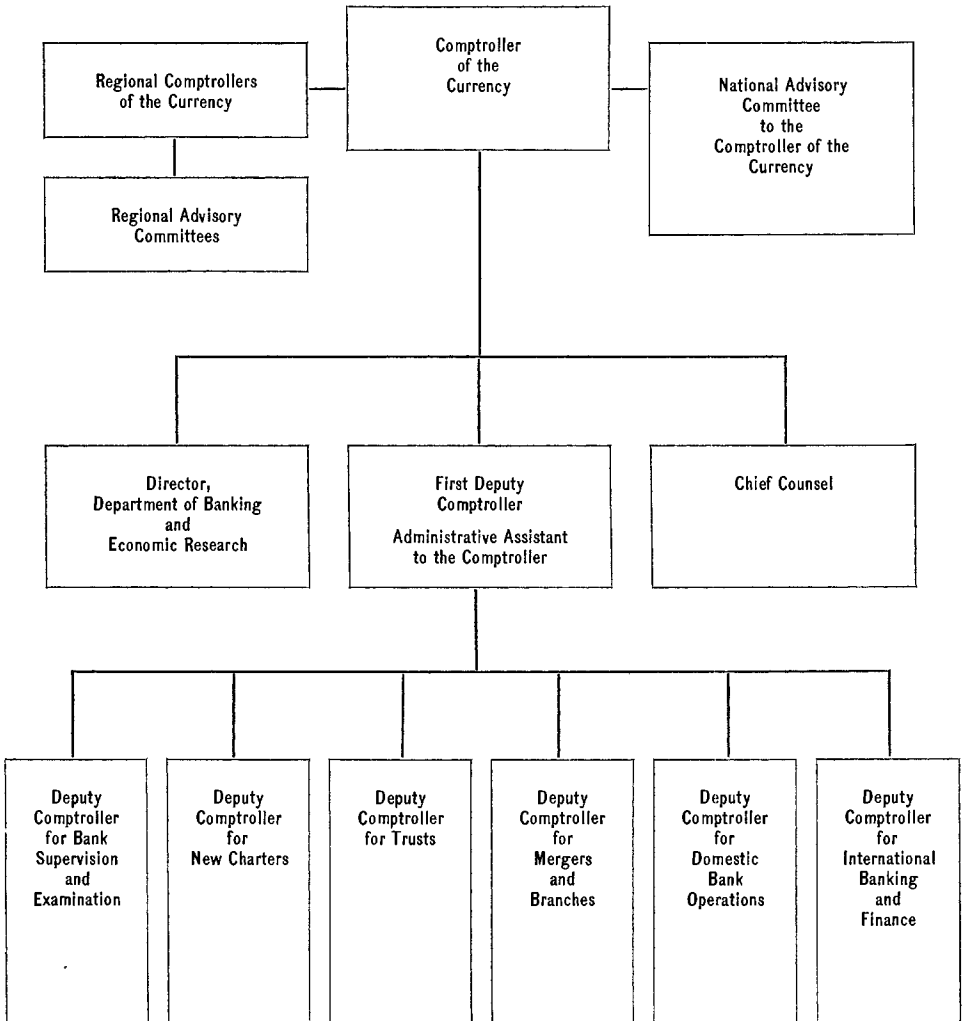 Comptroller
of the
Currency
Regional Comptrollers
of the Currency
National Advisory
Committee
to the
Comptroller of the
Currency
Regional Advisory
Committees
Director,
Department of Banking
and
Economic Research
First Deputy
Comptroller
Administrative Assistant
to the Comptroller
Chief Counsel
Deputy
Comptroller
for Bank
Supervision
and
Examination
Deputy
Comptroller
for
New Charters
Deputy
Comptroller
for Trusts
Deputy
Comptroller
for
Mergers
and
Branches
Deputy
Comptroller
for
Domestic
Bank
Operations
Deputy
Comptroller
for
International
Banking
and
Finance